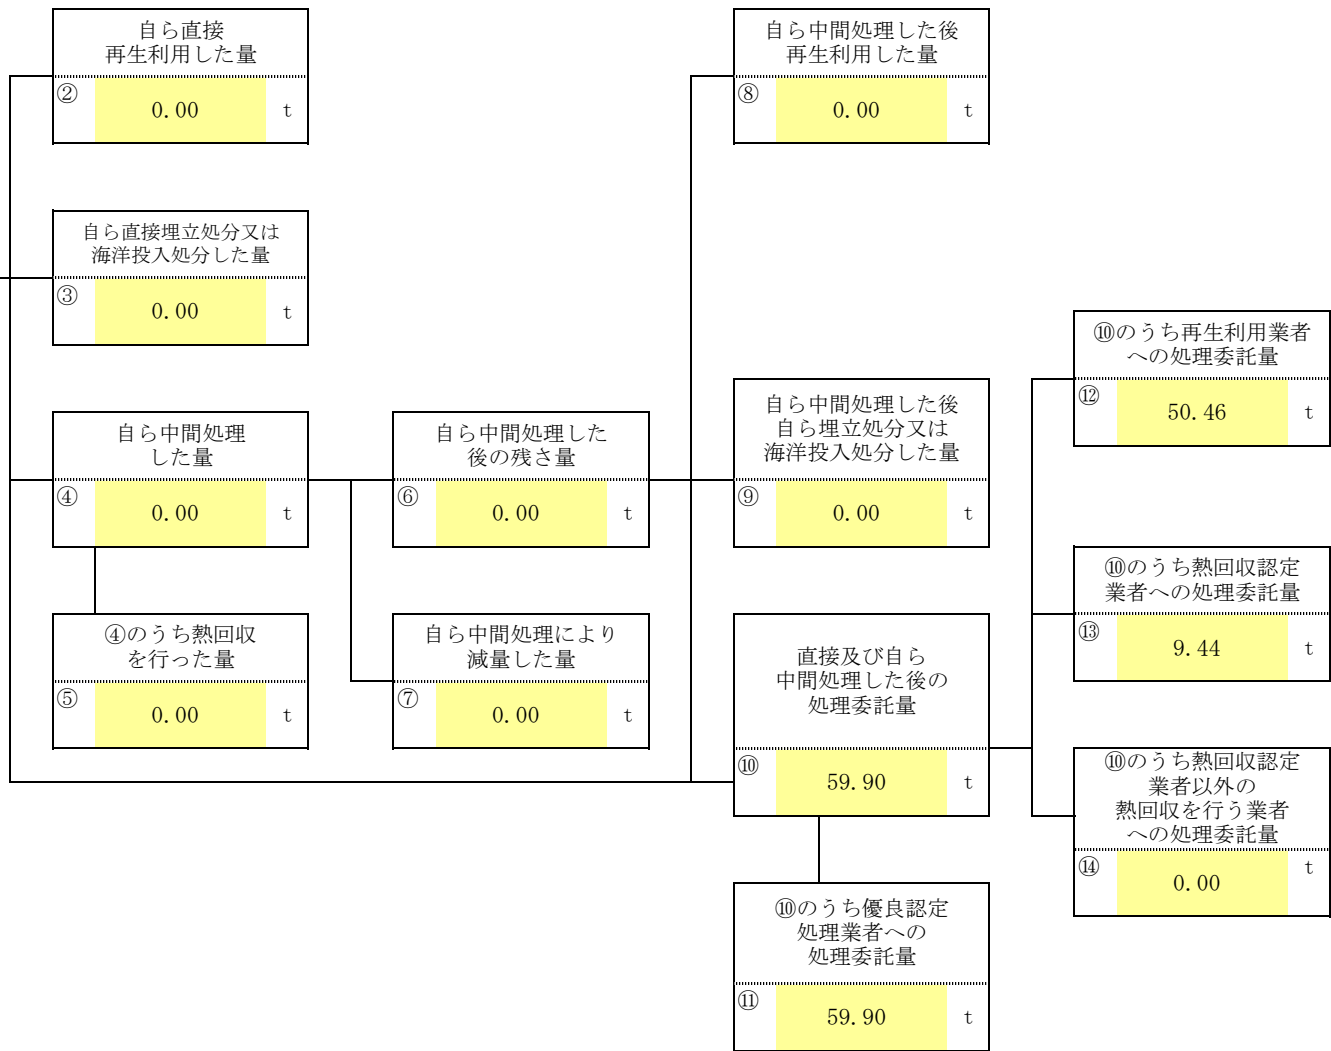 自ら直接
再生利用した量
②
0.00
t
自ら直接埋立処分又は
海洋投入処分した量
③
0.00
t
自ら中間処理
した量
④
0.00
t
④のうち熱回収
を行った量
⑤
0.00
t
自ら中間処理した
後の残さ量
⑥
0.00
t
自ら中間処理により
減量した量
⑦
0.00
t
自ら中間処理した後
再生利用した量
⑧
0.00
t
自ら中間処理した後
自ら埋立処分又は
海洋投入処分した量
⑨
0.00
t
直接及び自ら
中間処理した後の
処理委託量
⑩
59.90
t
⑩のうち優良認定
処理業者への
処理委託量
⑪
59.90
t
⑩のうち再生利用業者
への処理委託量
⑫
50.46
t
⑩のうち熱回収認定
業者への処理委託量
⑬
9.44
t
⑩のうち熱回収認定
業者以外の
熱回収を行う業者
への処理委託量
⑭
0.00
t